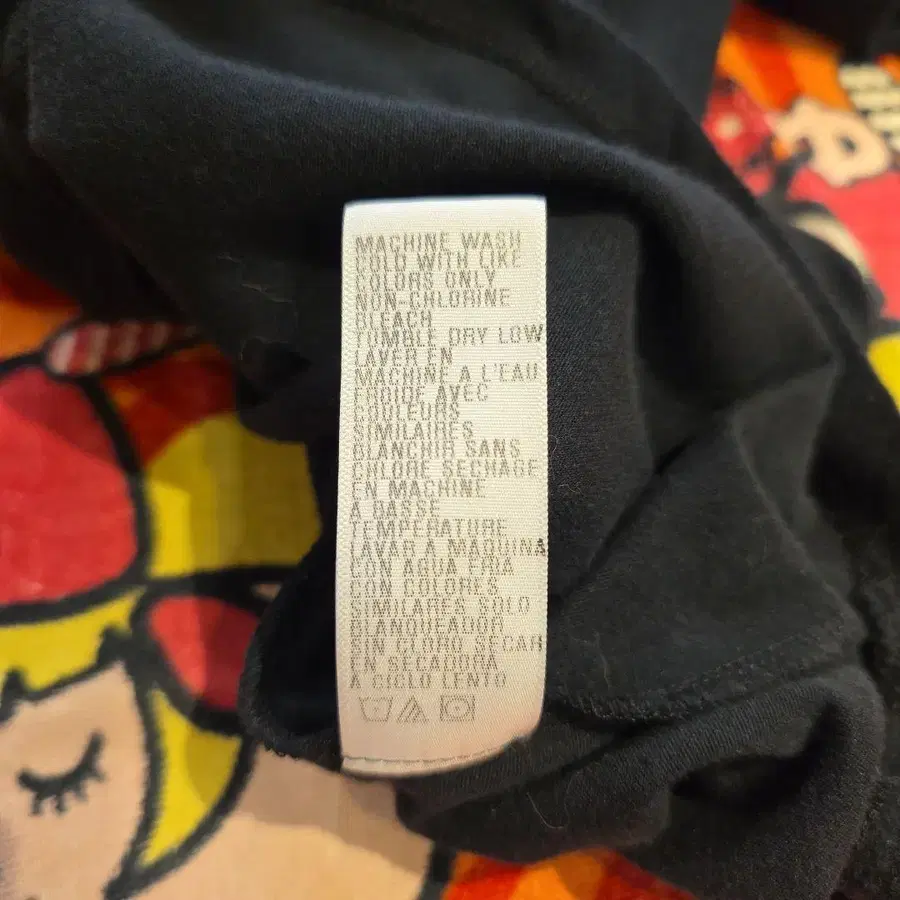 MACHINE WASH
COLD WITH LIKE
COLORS ONLY
NON-CHLORINE
BLEACH
TUMBLE DRY LOW
LAVER EN
MACHINE A L'EAU
FROIDE AVEC
COULEURS
SIMILAIRES
BLANCHIR SANS
CHLORE SECHAGE
EN MACHINE
A BASSE
TEMPERATURE
LAVAR A MAQUINA
CON AGUA FRIA
CON COLORES
SIMILARES SOLO
BLANQUEADOR
SIN CLORO SECAR
EN SECADORA
A CICLO LENTO